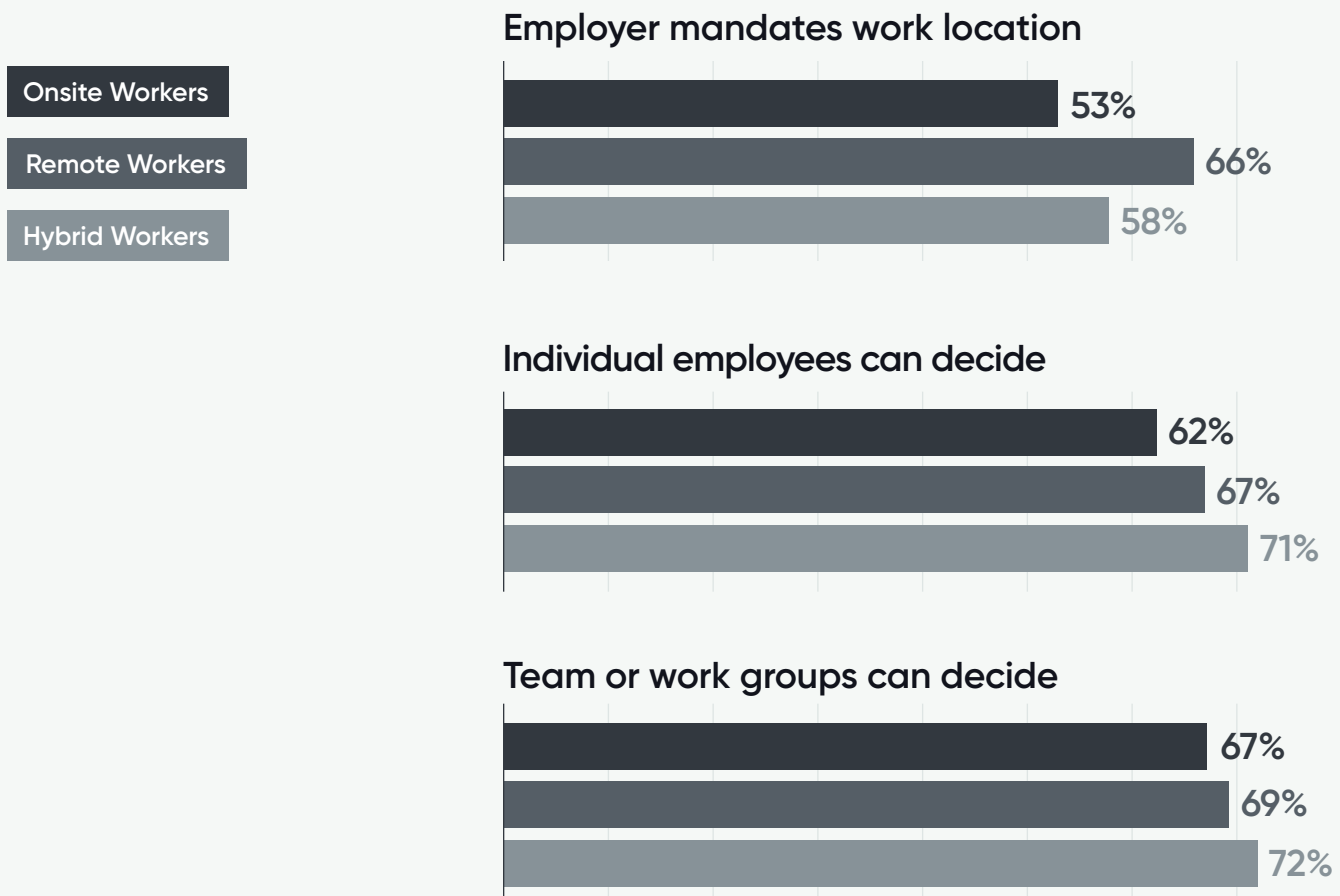 Employer mandates work location
Onsite Workers
Remote Workers
Hybrid Workers
53%
66%
58%
Individual employees can decide
62%
67%
71%
Team or work groups can decide
67%
69%
72%